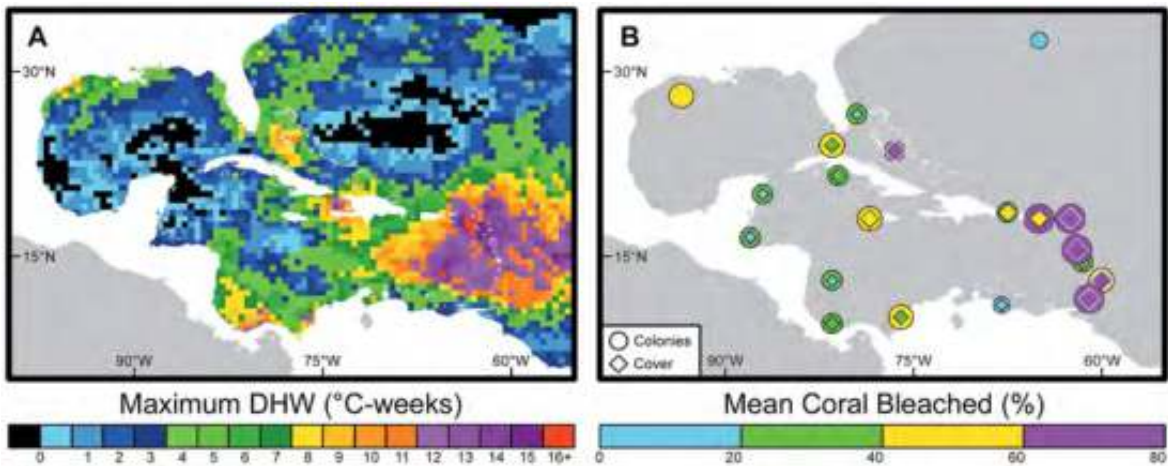 A
B
30°N
30°N
15°N
15°N
Colonies
Cover
90°W
75°W
60°W
90°W
75°W
60°W
Maximum DHW (°C-weeks)
Mean Coral Bleached (%)
0 1 2 3 4 5 6 7 8 9 10 11 12 13 14 15 16+
0 20 40 60 80